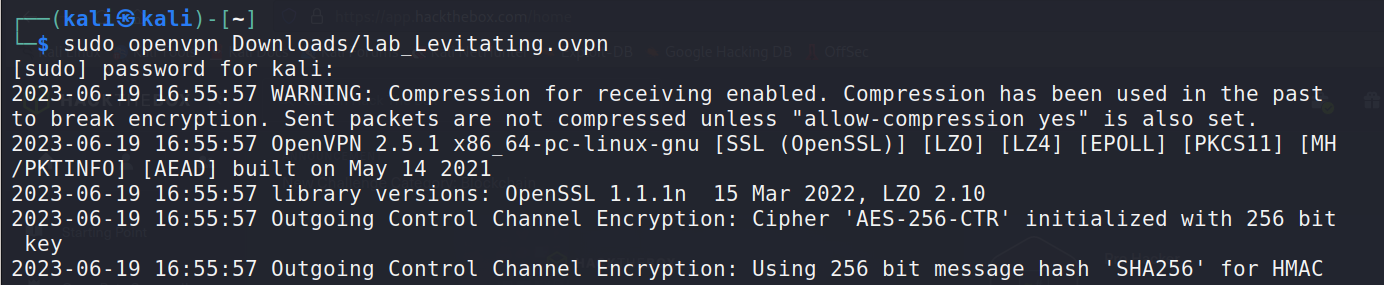 ┌──(kali㉿kali)-[~]
└─$ sudo openvpn Downloads/lab_Levitating.ovpn
[sudo] password for kali:
2023-06-19 16:55:57 WARNING: Compression for receiving enabled. Compression has been used in the past
to break encryption. Sent packets are not compressed unless "allow-compression yes" is also set.
2023-06-19 16:55:57 OpenVPN 2.5.1 x86_64-pc-linux-gnu [SSL (OpenSSL)] [LZO] [LZ4] [EPOLL] [PKCS11] [MH
/PKTINFO] [AEAD] built on May 14 2021
2023-06-19 16:55:57 library versions: OpenSSL 1.1.1n  15 Mar 2022, LZO 2.10
2023-06-19 16:55:57 Outgoing Control Channel Encryption: Cipher 'AES-256-CTR' initialized with 256 bit
 key
2023-06-19 16:55:57 Outgoing Control Channel Encryption: Using 256 bit message hash 'SHA256' for HMAC